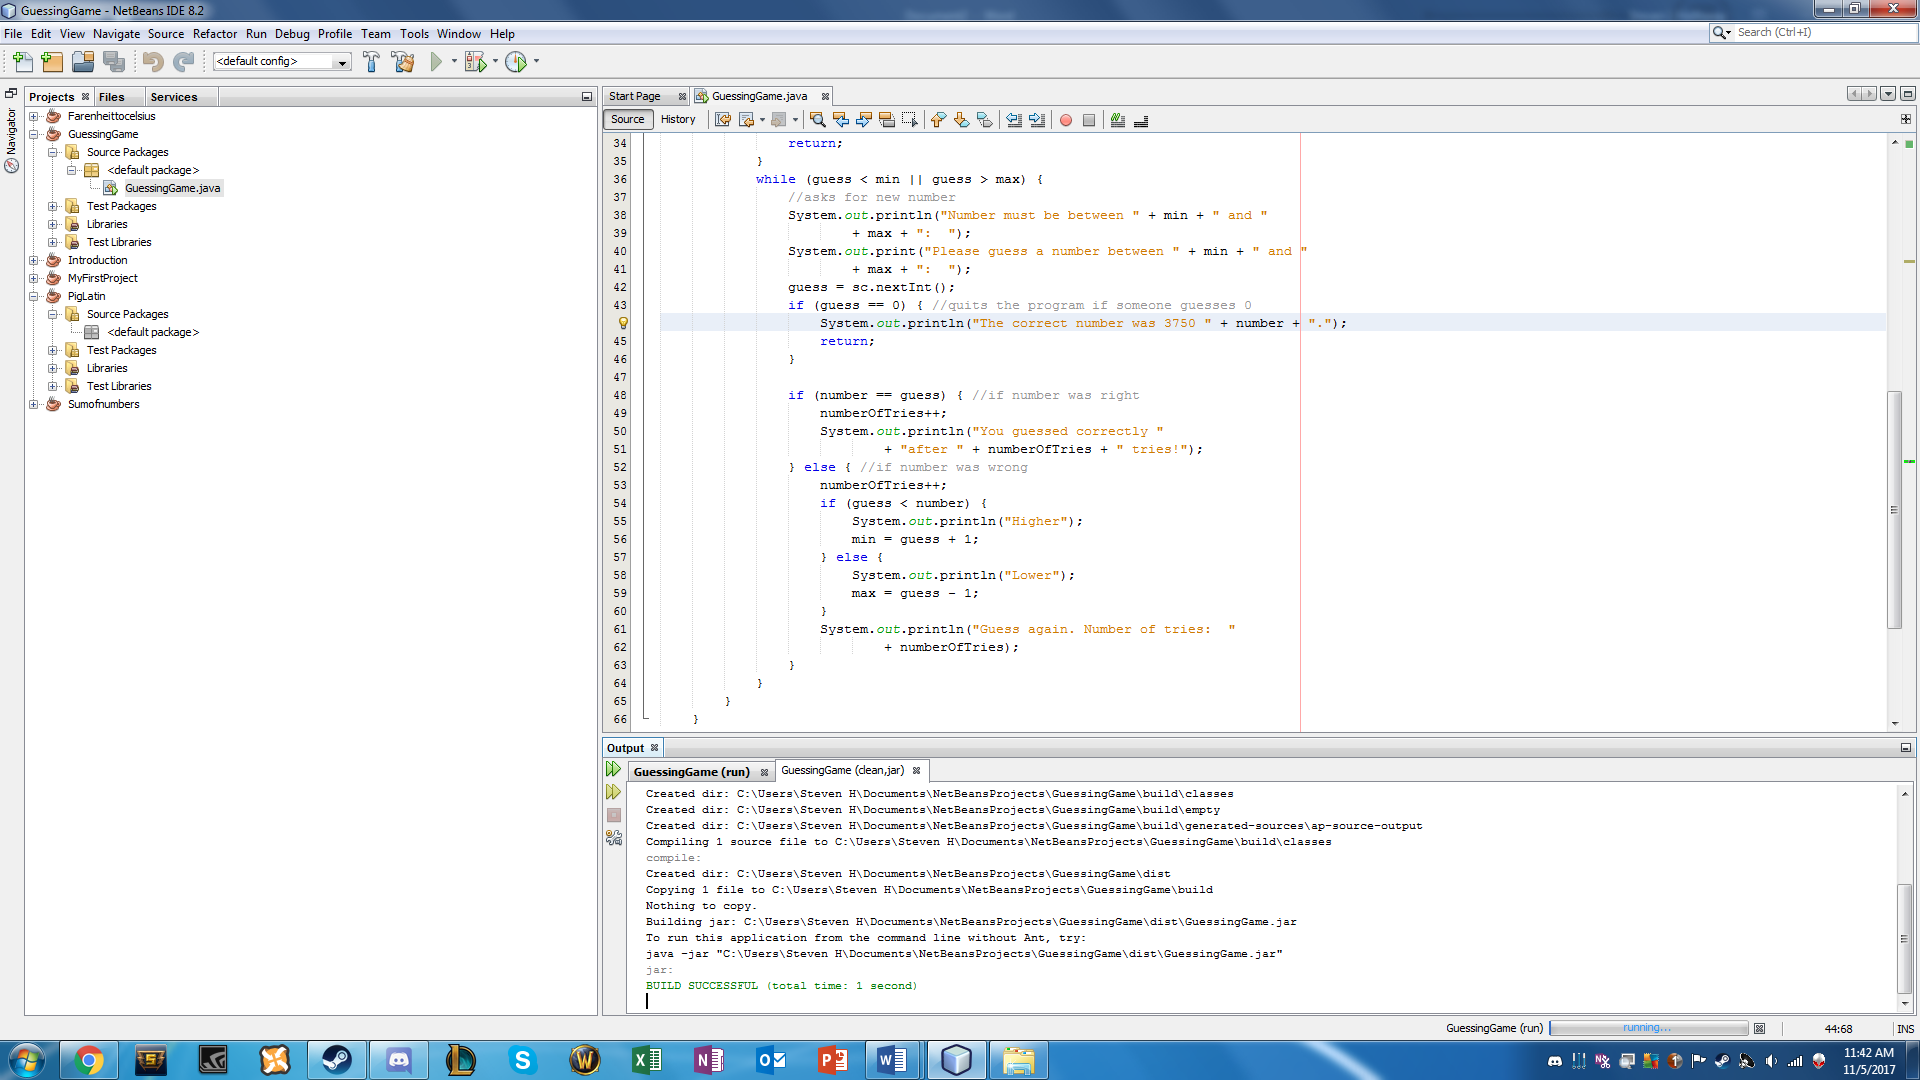 GuessingGame - NetBeans IDE 8.2
File Edit View Navigate Source Refactor Run Debug Profile Team Tools Window Help
Search (Ctrl+I)
<default config>
Navigator
Projects Files Services
Farenheittocelsius
GuessingGame
Source Packages
<default package>
GuessingGame.java
Test Packages
Libraries
Test Libraries
Introduction
MyFirstProject
PigLatin
Source Packages
<default package>
Test Packages
Libraries
Test Libraries
Sumofnumbers
Start Page GuessingGame.java
Source History
34 return;
35 }
36 while (guess < min || guess > max) {
37 //asks for new number
38 System.out.println("Number must be between " + min + " and "
39 + max + ":  ");
40 System.out.print("Please guess a number between " + min + " and "
41 + max + ":  ");
42 guess = sc.nextInt();
43 if (guess == 0) { //quits the program if someone guesses 0
System.out.println("The correct number was 3750 " + number + ".");
45 return;
46 }
47
48 if (number == guess) { //if number was right
49 numberOfTries++;
50 System.out.println("You guessed correctly "
51 + "after " + numberOfTries + " tries!");
52 } else { //if number was wrong
53 numberOfTries++;
54 if (guess < number) {
55 System.out.println("Higher");
56 min = guess + 1;
57 } else {
58 System.out.println("Lower");
59 max = guess - 1;
60 }
61 System.out.println("Guess again. Number of tries:  "
62 + numberOfTries);
63 }
64 }
65 }
66 }
Output
GuessingGame (run) GuessingGame (clean,jar)
Created dir: C:\Users\Steven H\Documents\NetBeansProjects\GuessingGame\build\classes
Created dir: C:\Users\Steven H\Documents\NetBeansProjects\GuessingGame\build\empty
Created dir: C:\Users\Steven H\Documents\NetBeansProjects\GuessingGame\build\generated-sources\ap-source-output
Compiling 1 source file to C:\Users\Steven H\Documents\NetBeansProjects\GuessingGame\build\classes
compile:
Created dir: C:\Users\Steven H\Documents\NetBeansProjects\GuessingGame\dist
Copying 1 file to C:\Users\Steven H\Documents\NetBeansProjects\GuessingGame\build
Nothing to copy.
Building jar: C:\Users\Steven H\Documents\NetBeansProjects\GuessingGame\dist\GuessingGame.jar
To run this application from the command line without Ant, try:
java -jar "C:\Users\Steven H\Documents\NetBeansProjects\GuessingGame\dist\GuessingGame.jar"
jar:
BUILD SUCCESSFUL (total time: 1 second)
GuessingGame (run) running... 44:68 INS
11:42 AM
11/5/2017